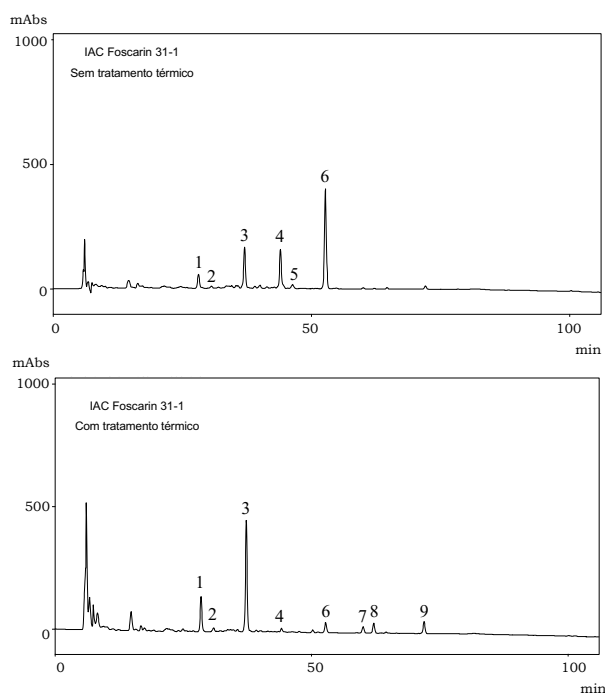 mAbs
1000
IAC Foscarin 31-1
Sem tratamento térmico
500
6
3
4
1
2
5
0
0 50 100
min
mAbs
1000
IAC Foscarin 31-1
Com tratamento térmico
500
3
1
2
4
6
7
8
9
0
0 50 100
min